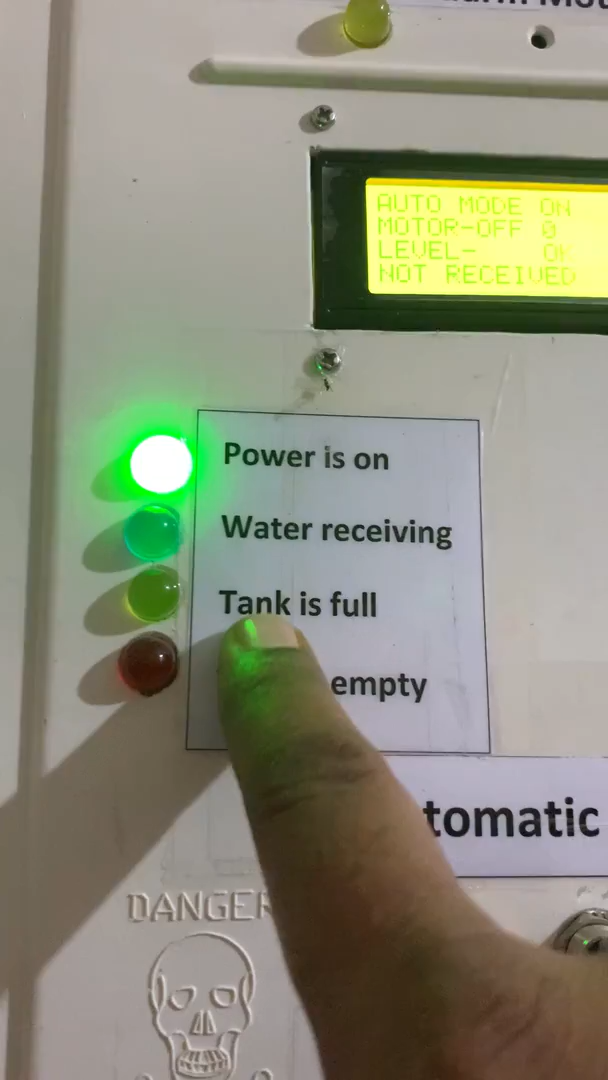 AUTO MODE ON
MOTOR-OFF 0
LEVEL- OK
NOT RECEIVED
Power is on
Water receiving
Tank is full
empty
tomatic
DANGER